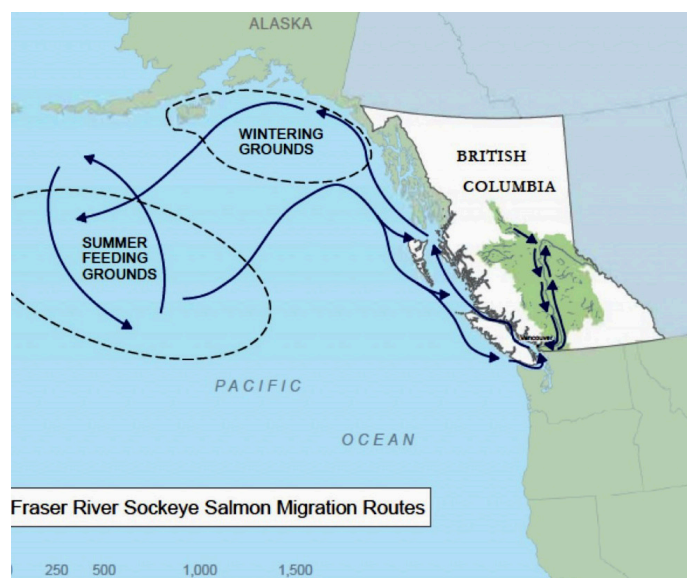 ALASKA
WINTERING
GROUNDS
BRITISH
COLUMBIA
SUMMER
FEEDING
GROUNDS
Vancouver
PACIFIC
OCEAN
Fraser River Sockeye Salmon Migration Routes
250 500 1,000 1,500